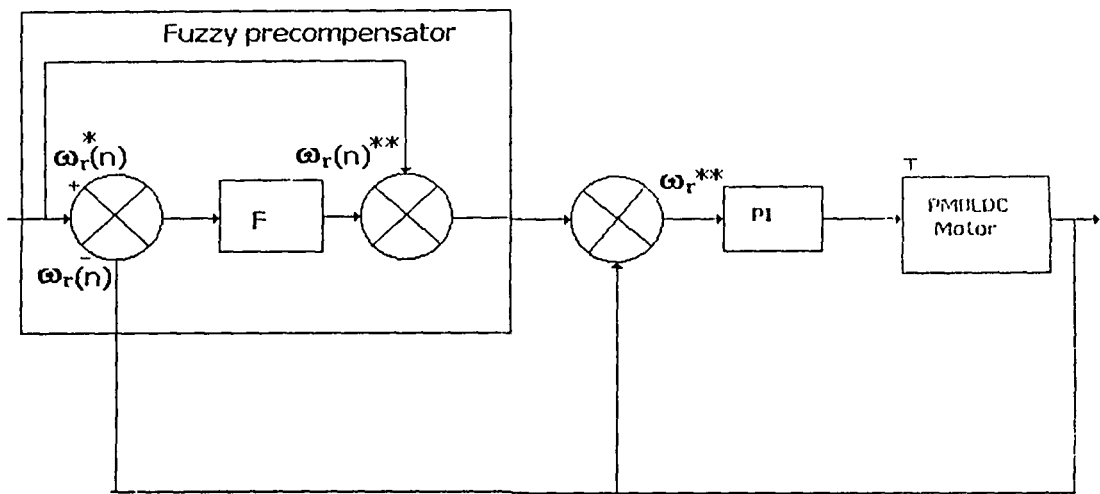 Fuzzy precompensator
ωr*(n)
+
ωr(n)**
F
-
ωr(n)
ωr**
PI
T
PMBLDC
Motor